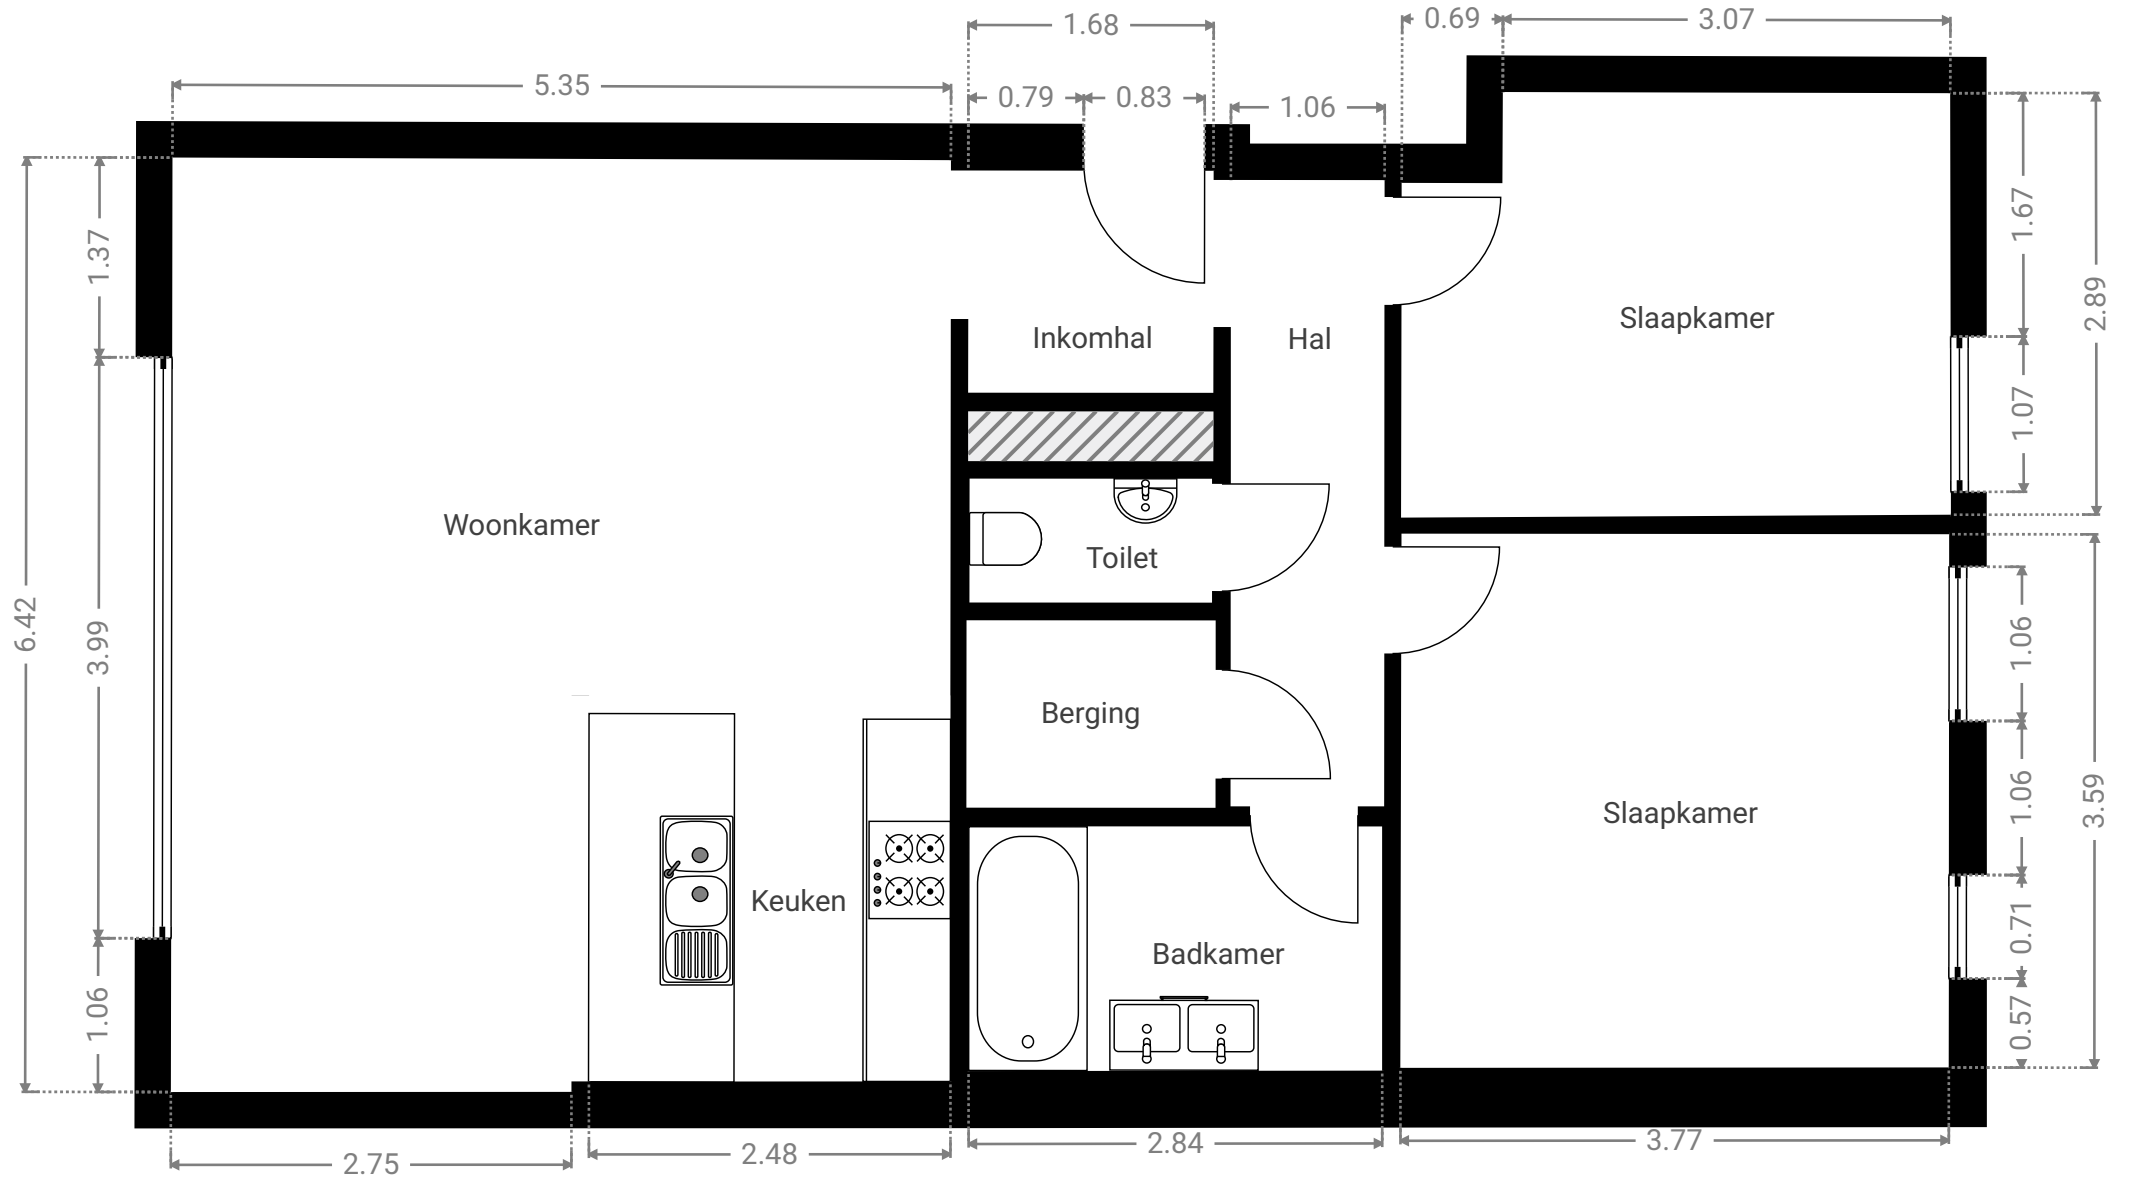 0.69
3.07
1.68
5.35
0.79
0.83
1.06
1.37
1.67
2.89
Slaapkamer
Inkomhal
Hal
1.07
Woonkamer
Toilet
6.42
3.99
1.06
Berging
1.06
3.59
Slaapkamer
Keuken
0.71
Badkamer
1.06
0.57
2.75
2.48
2.84
3.77